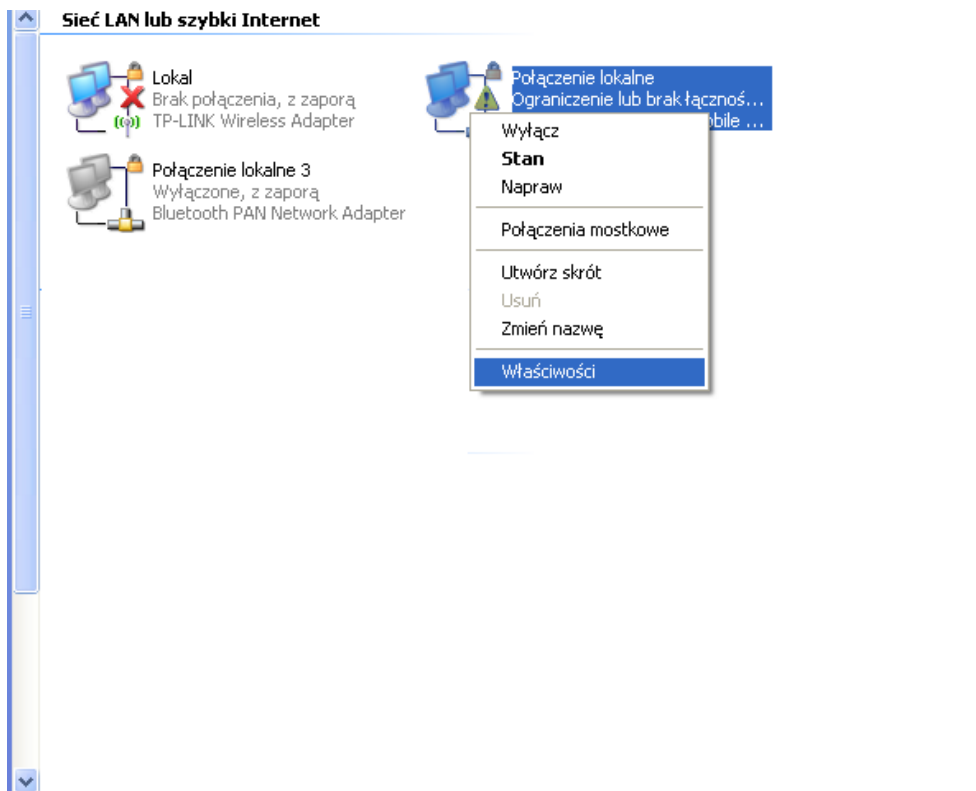 Sieć LAN lub szybki Internet
Lokal
Brak połączenia, z zaporą
TP-LINK Wireless Adapter
Połączenie lokalne
Ograniczenie lub brak łącznoś...
Połączenie lokalne 3
Wyłączone, z zaporą
Bluetooth PAN Network Adapter
Wyłącz
Stan
Napraw
Połączenia mostkowe
Utwórz skrót
Usuń
Zmień nazwę
Właściwości